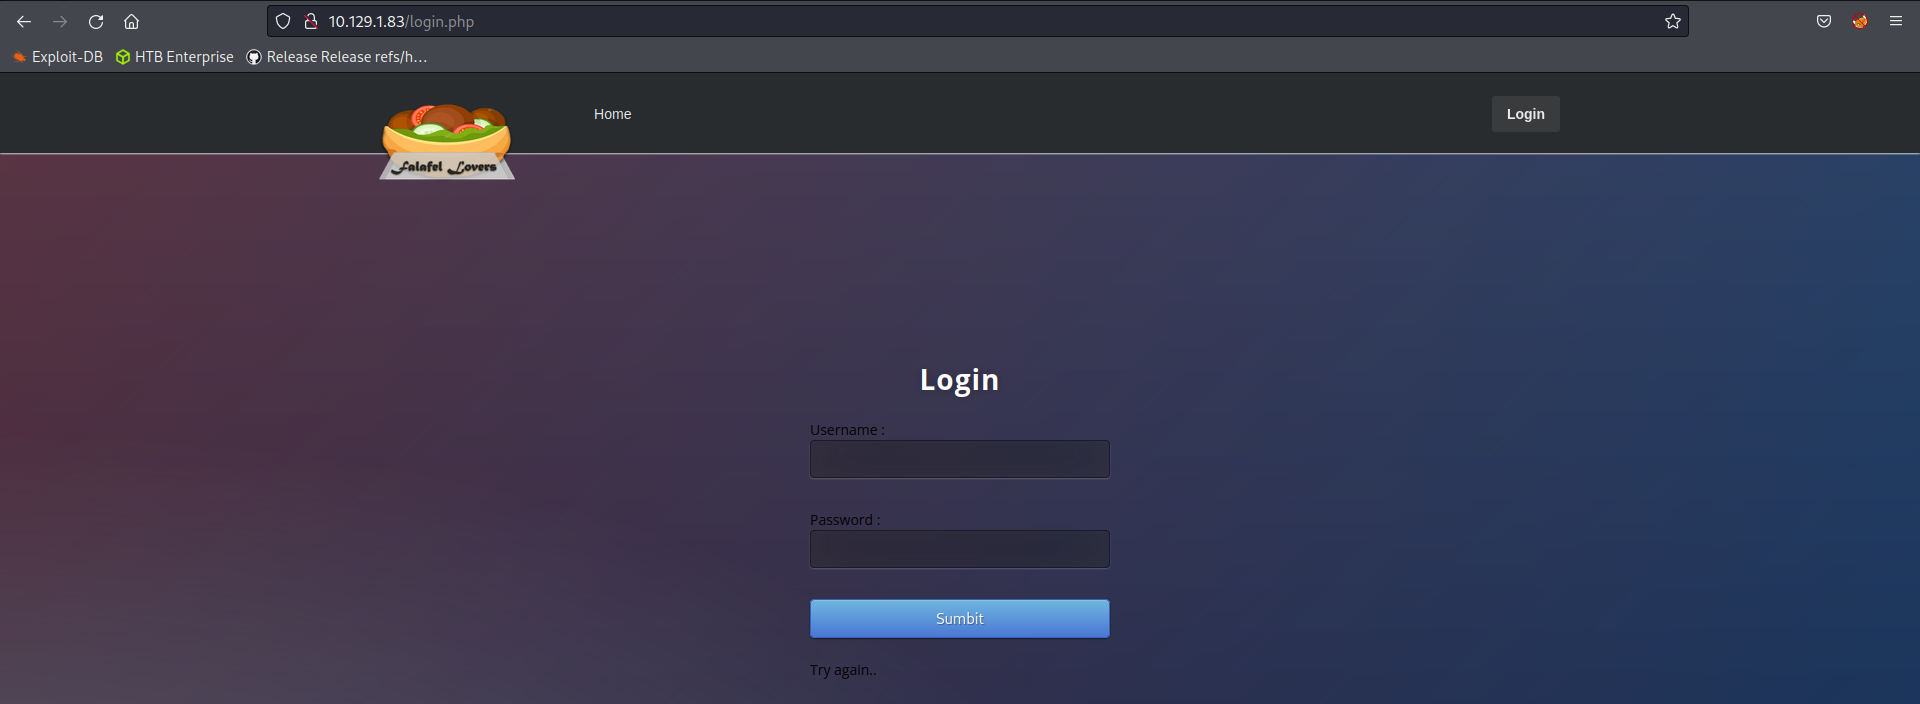 10.129.1.83/login.php
Exploit-DB HTB Enterprise Release Release refs/h...
Home Login
Falafel Lovers
Login
Username :
Password :
Sumbit
Try again..